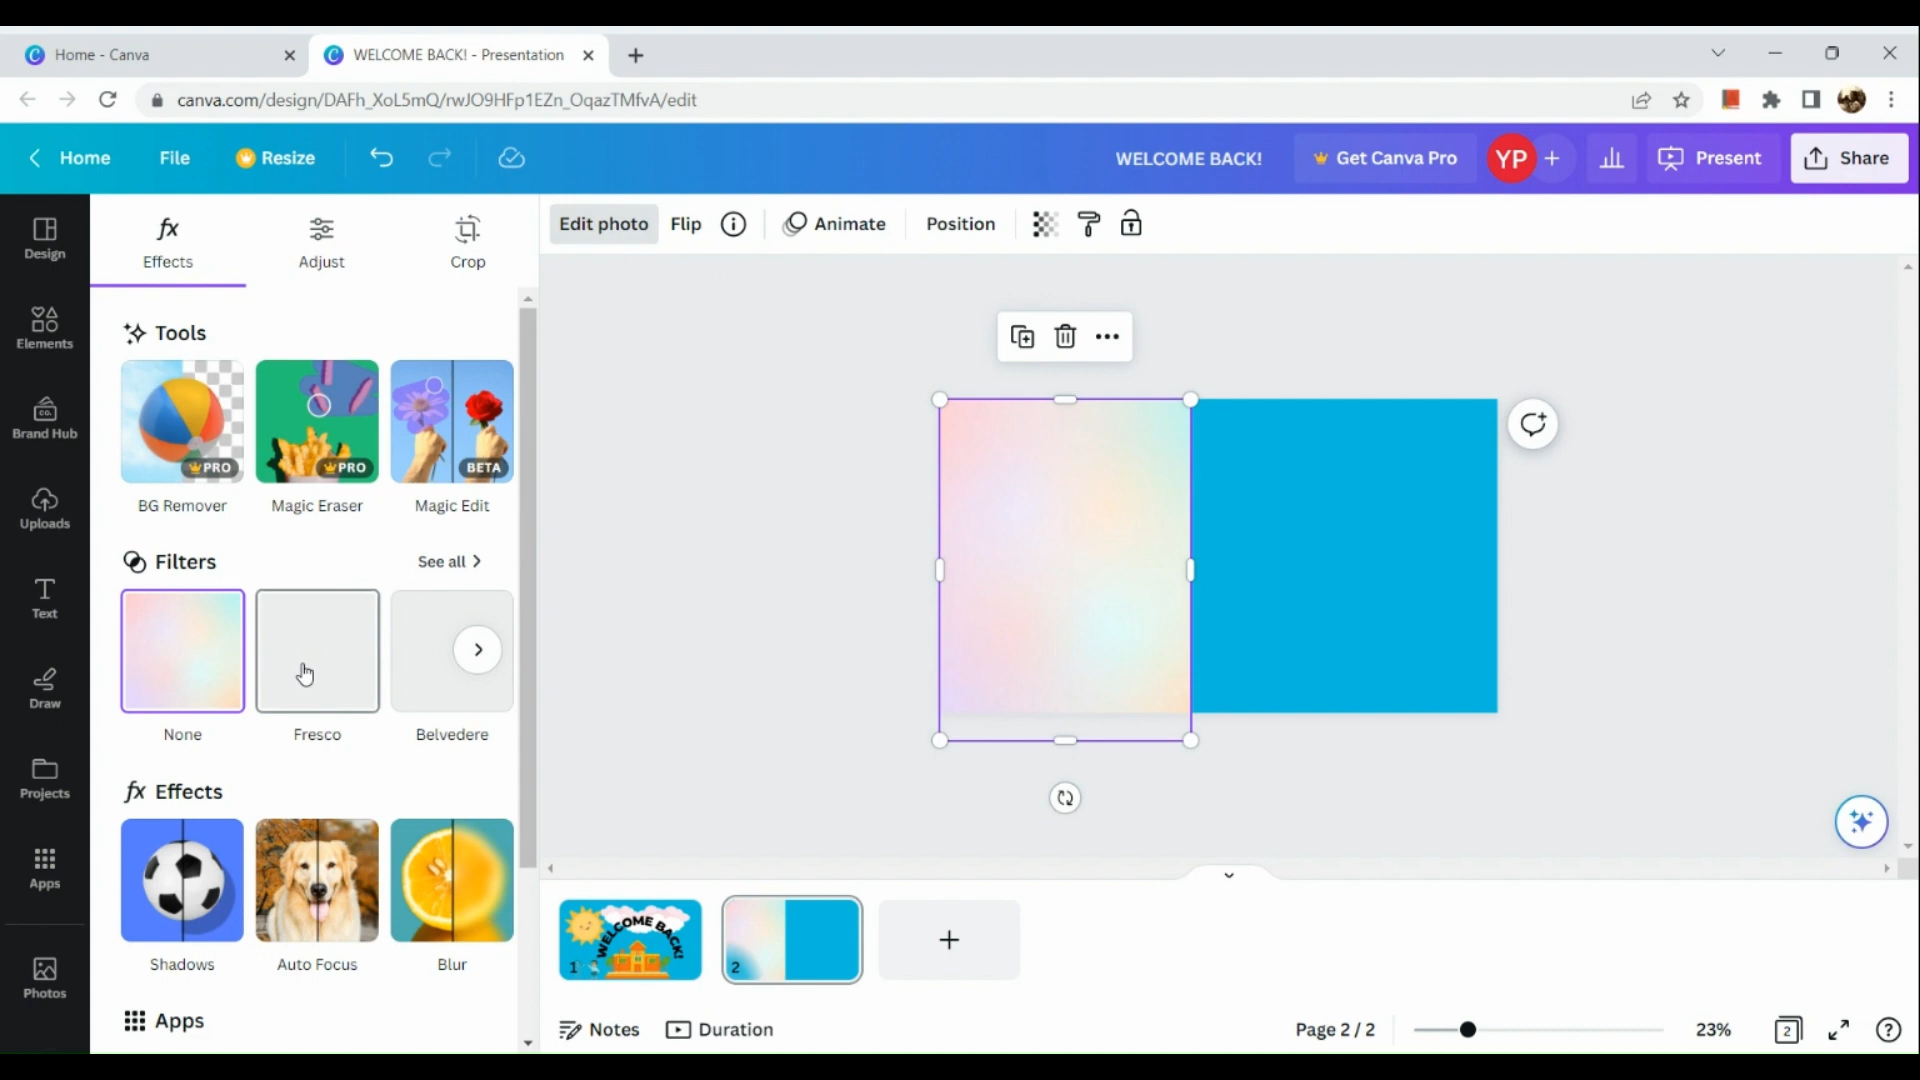 Home - Canva
WELCOME BACK! - Presentation
canva.com/design/DAFh_XoL5mQ/rwJO9HFp1EZn_OqazTMfvA/edit
Home
File
Resize
WELCOME BACK!
Get Canva Pro
YP
Present
Share
Design
Elements
CO.
Brand Hub
Uploads
Text
Draw
Projects
Apps
Photos
fx
Effects
Adjust
Crop
Edit photo
Flip
Animate
Position
Tools
PRO
PRO
BETA
BG Remover
Magic Eraser
Magic Edit
Filters
See all
None
Fresco
Belvedere
fx Effects
Shadows
Auto Focus
Blur
Apps
WELCOME BACK!
1
2
Notes
Duration
Page 2 / 2
23%
2